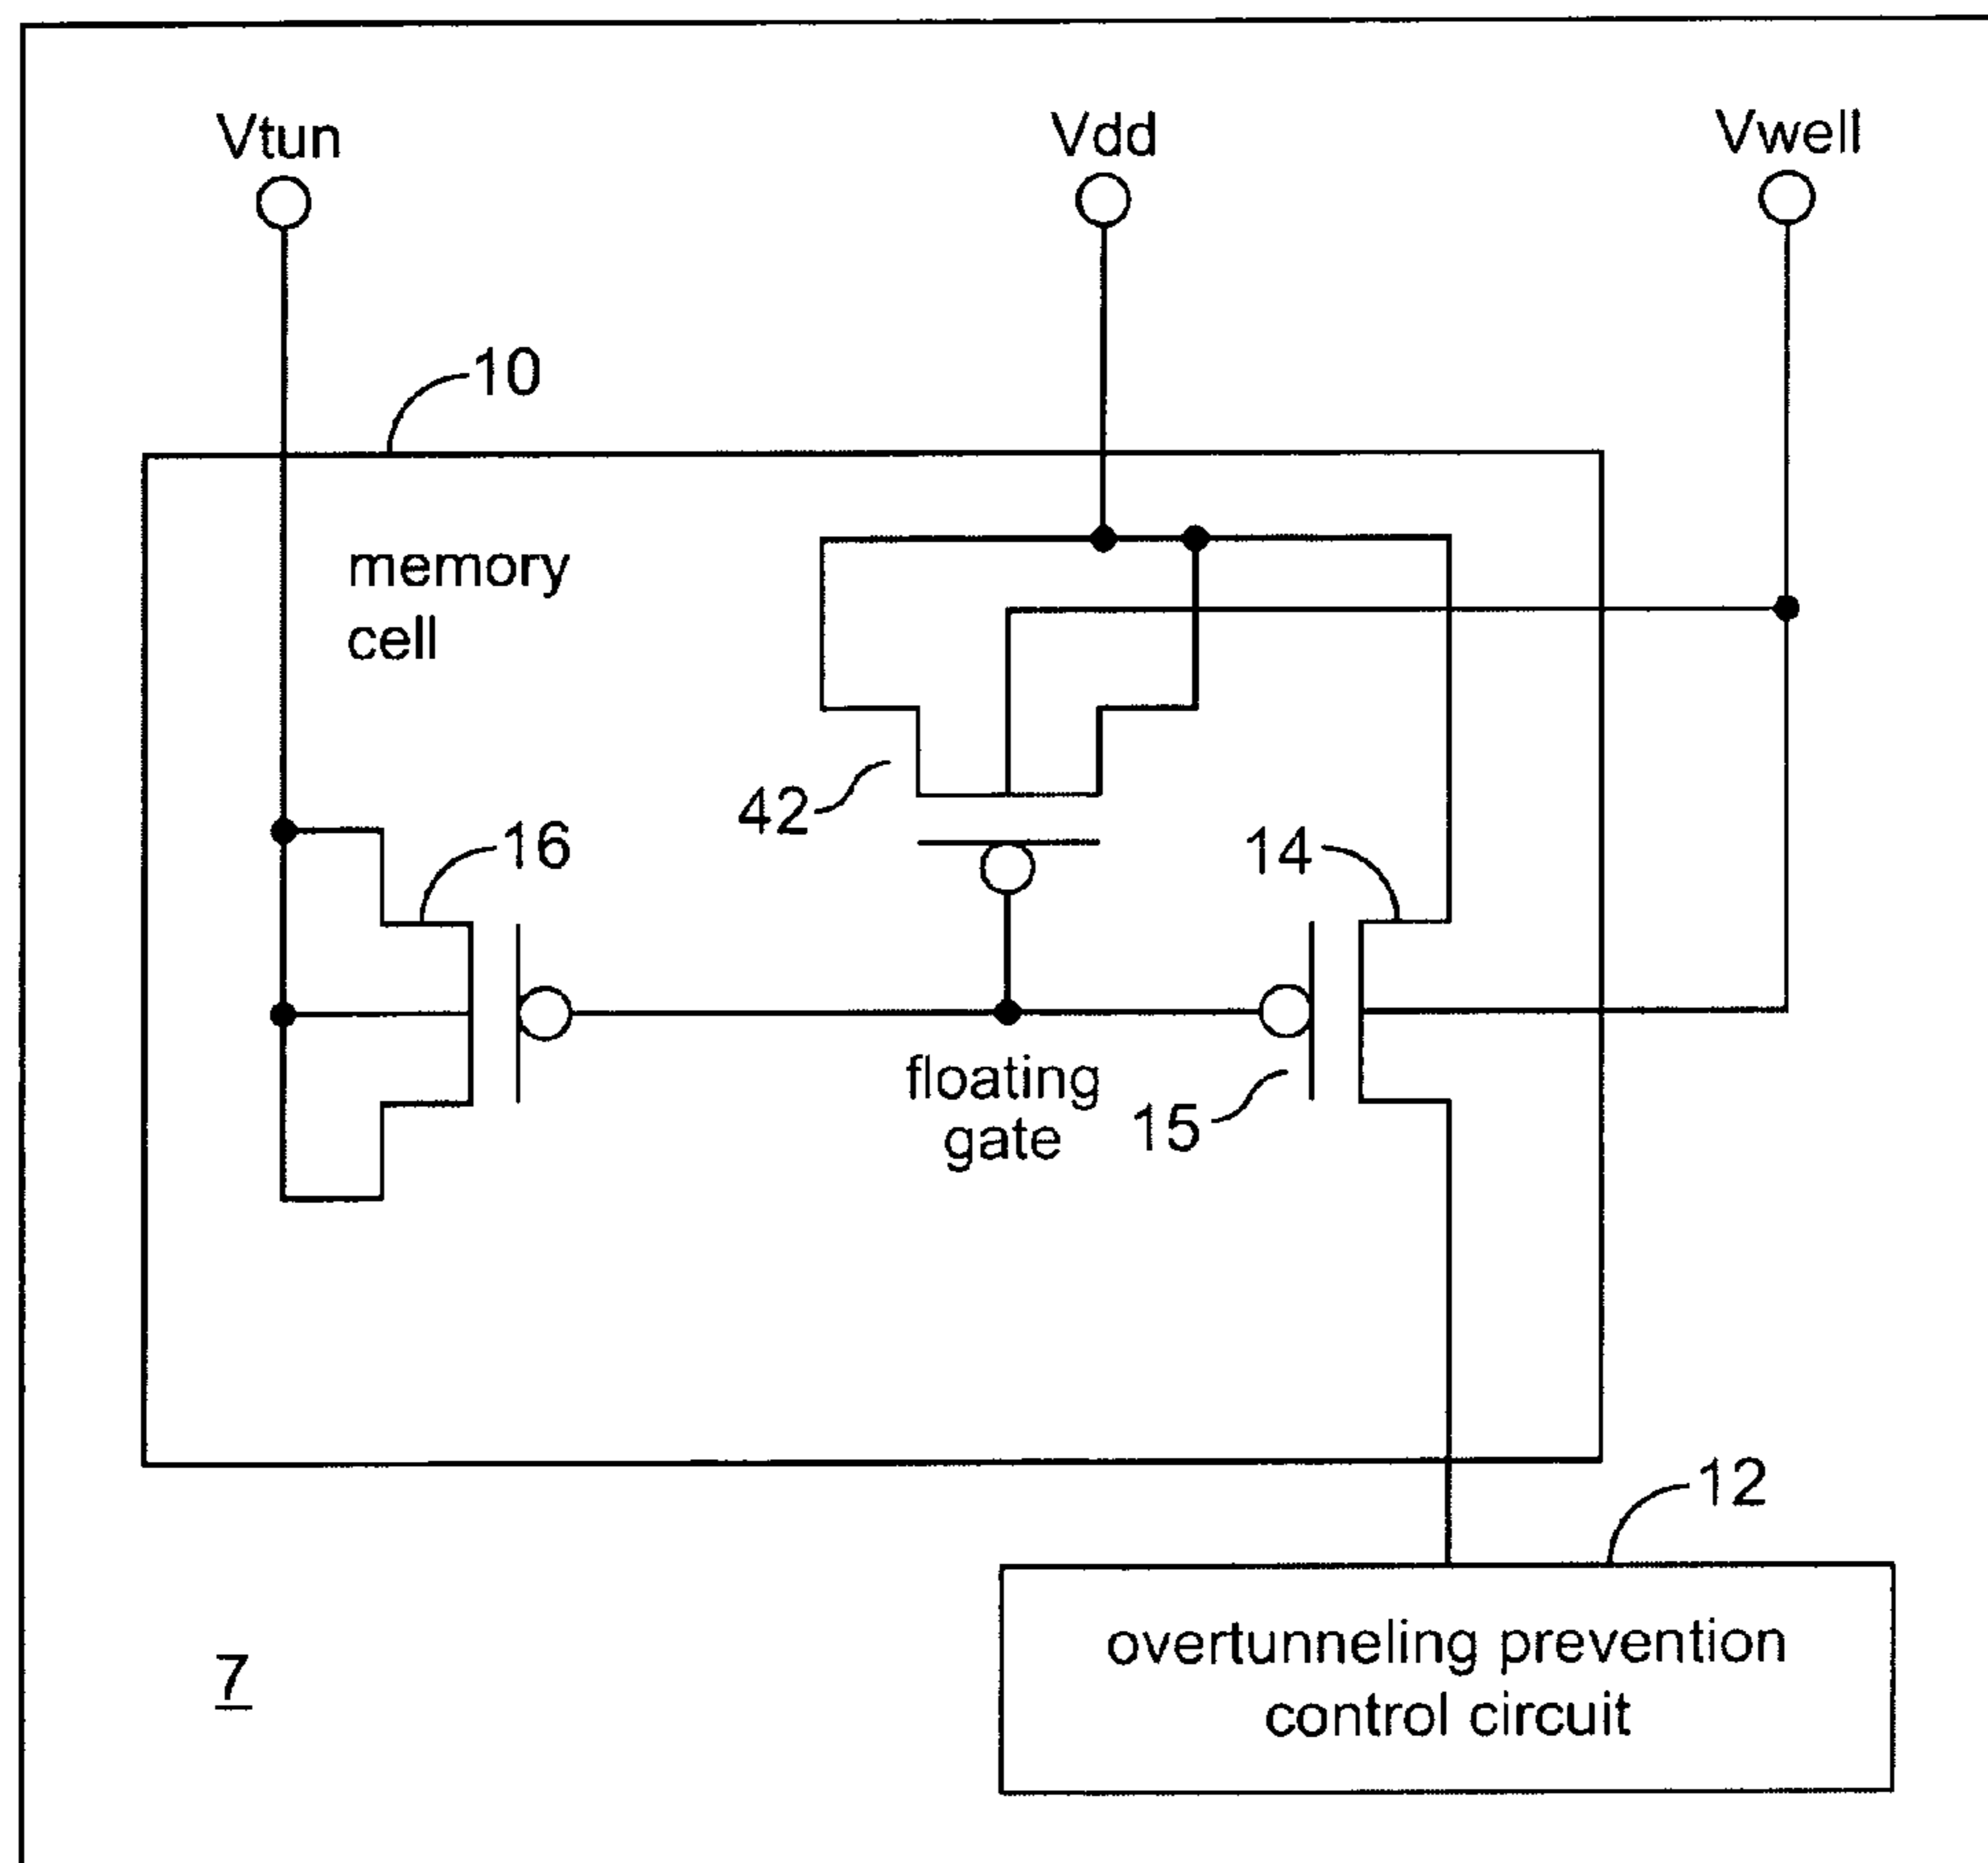 Vtun
Vdd
Vwell
10
memory
cell
42
16
14
floating
gate
15
12
overtunneling prevention
control circuit
7